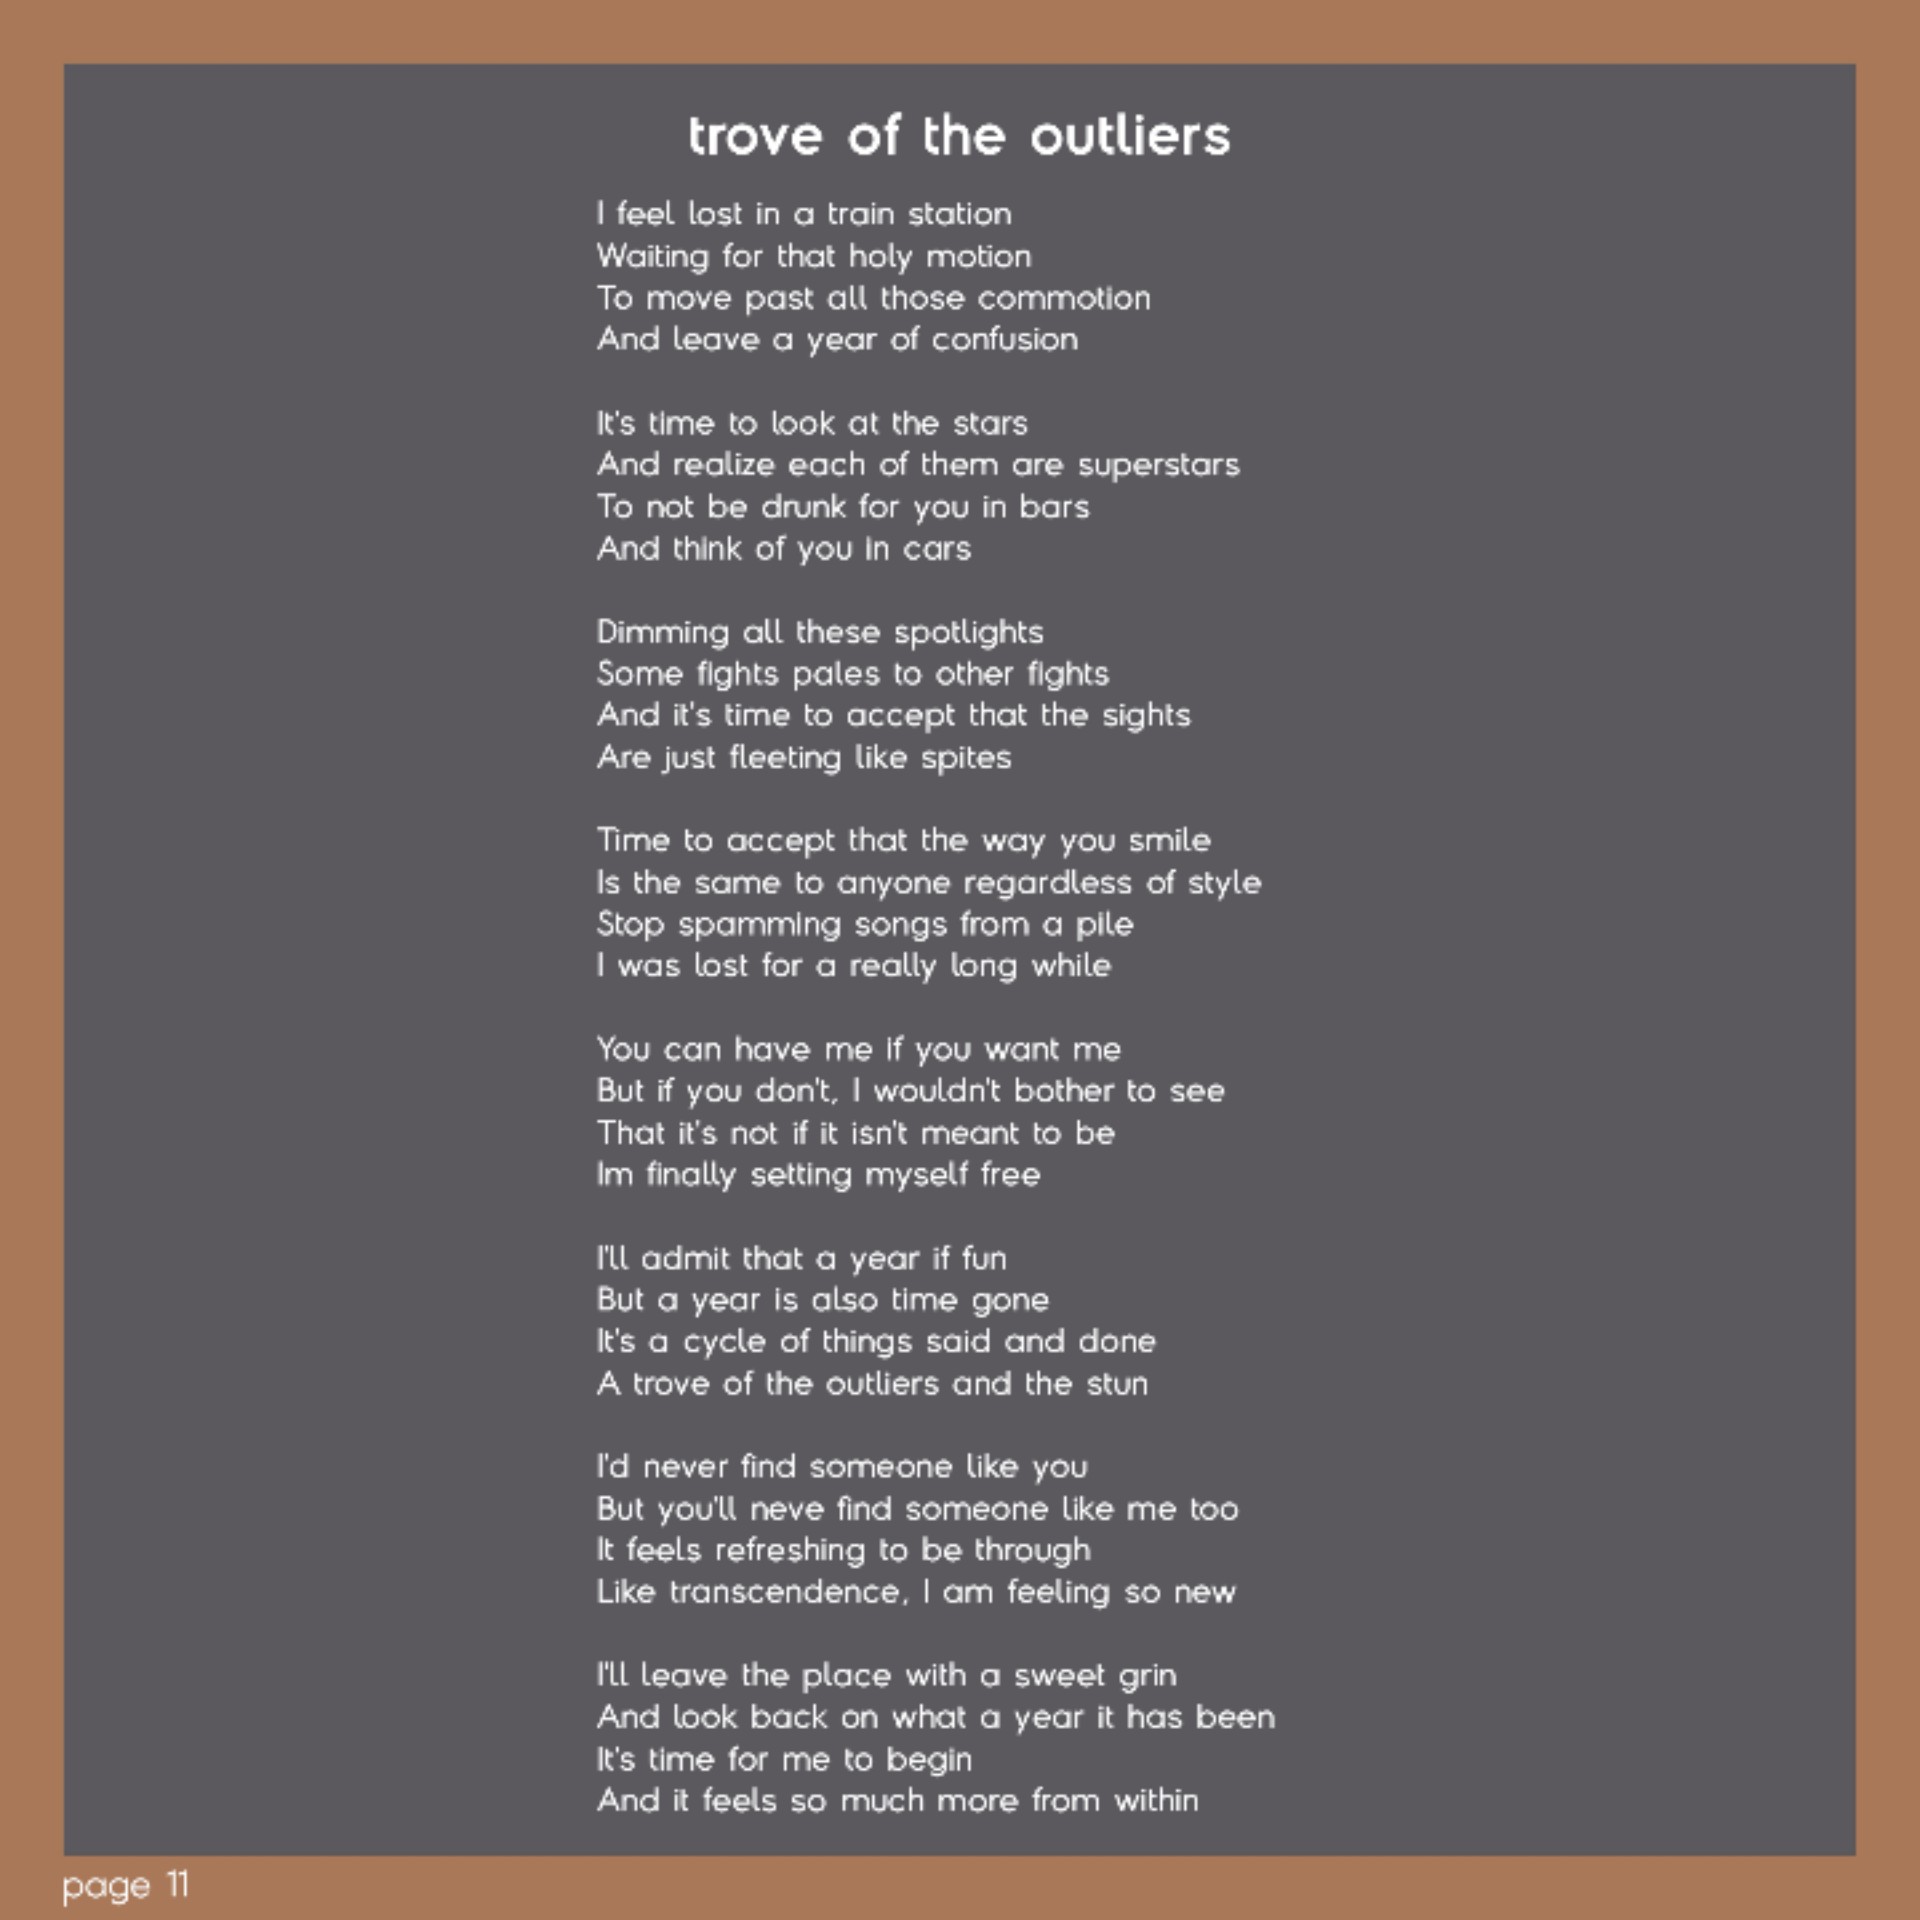 trove of the outliers
I feel lost in a train station
Waiting for that holy motion
To move past all those commotion
And leave a year of confusion
It's time to look at the stars
And realize each of them are superstars
To not be drunk for you in bars
And think of you in cars
Dimming all these spotlights
Some fights pales to other fights
And it's time to accept that the sights
Are just fleeting like spites
Time to accept that the way you smile
Is the same to anyone regardless of style
Stop spamming songs from a pile
I was lost for a really long while
You can have me if you want me
But if you don't, I wouldn't bother to see
That it's not if it isn't meant to be
Im finally setting myself free
I'll admit that a year if fun
But a year is also time gone
It's a cycle of things said and done
A trove of the outliers and the stun
I'd never find someone like you
But you'll neve find someone like me too
It feels refreshing to be through
Like transcendence, I am feeling so new
I'll leave the place with a sweet grin
And look back on what a year it has been
It's time for me to begin
And it feels so much more from within
page 11